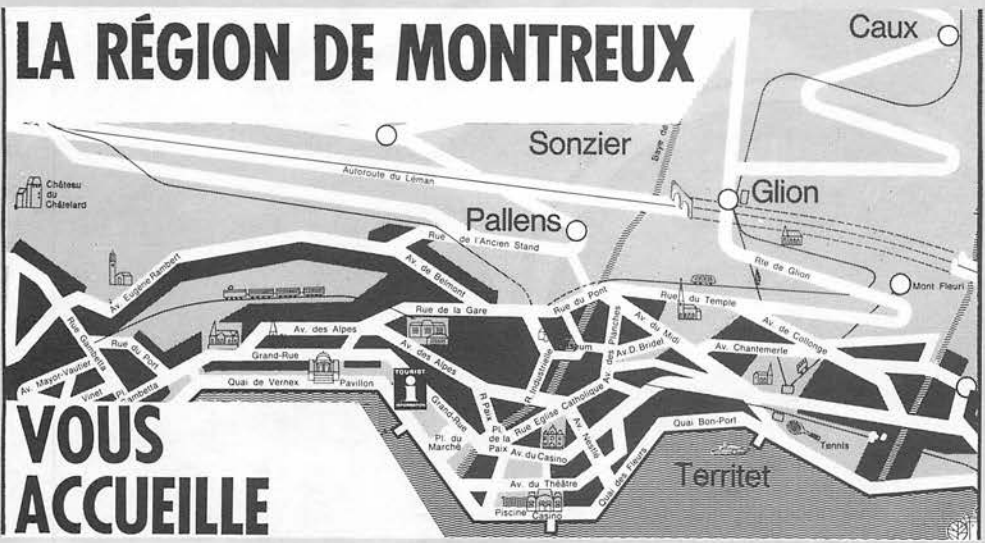 LA RÉGION DE MONTREUX
Caux
Sonzier
Baye de
Autoroute du Léman
Château
du
Châtelard
Glion
Pallens
Rue de l'Ancien Stand
Rte de Glion
Mont Fleuri
Av. Eugène Rambert
Av. de Belmont
Rue de la Gare
Rue du Pont
Rue du Temple
Rue Gambetta
Rue du Port
Av. des Alpes
Av. des Alpes
Av. des Planches
Av. du Midi
Av. de Collonge
Av. D. Bridel
Av. Chantemerle
Grand-Rue
Av. Mayor-Vautier
Vinet
Pl.
Gambetta
Quai de Vernex
Pavillon
TOURIST
i
INFORMATION
R. Industrielle
Grand-Rue
R. Paix
Rue Eglise Catholique
Quai Bon-Port
VOUS
ACCUEILLE
Pl. du
Marché
Pl.
de la
Paix
Av. du Casino
Av. Nestlé
Tennis
Territet
Av. du Théâtre
Quai des Fleurs
Piscine
Casino